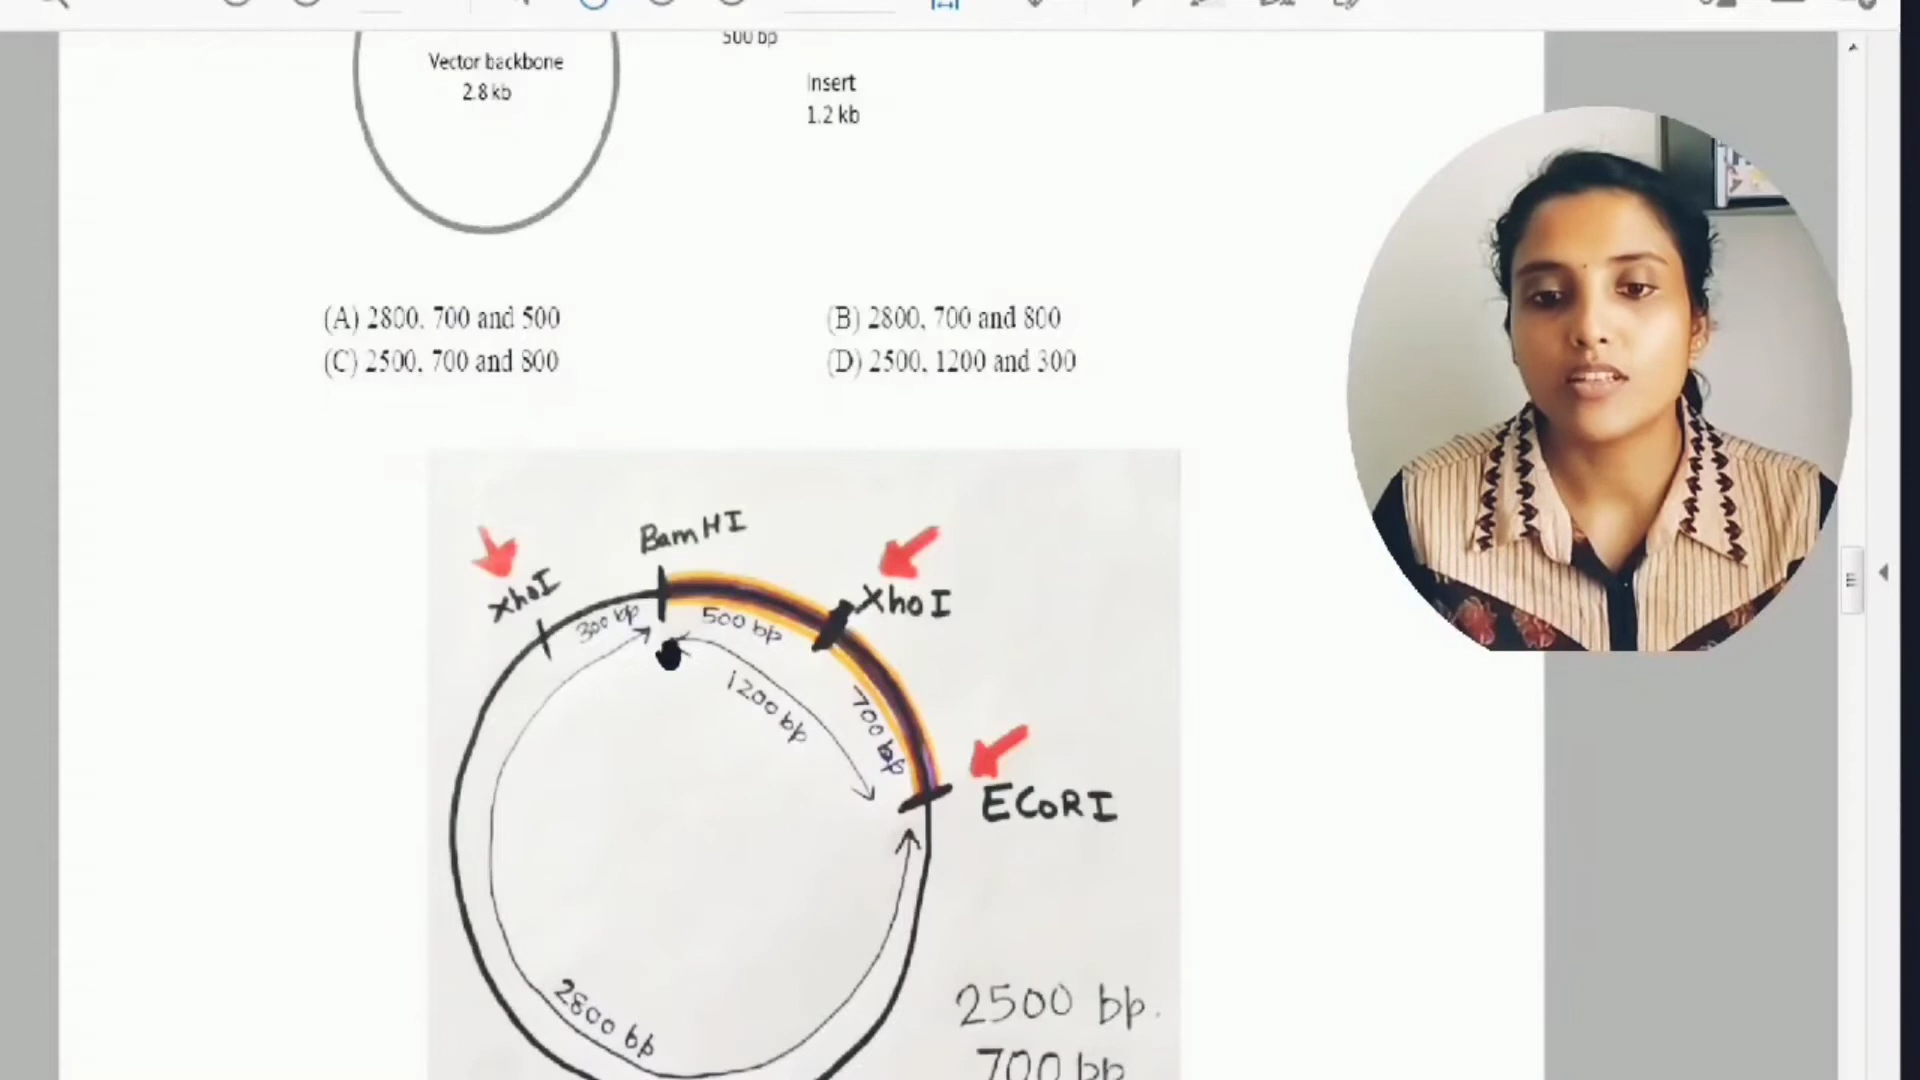 500 bp
Vector backbone
2.8 kb
Insert
1.2 kb
(A) 2800, 700 and 500
(B) 2800, 700 and 800
(C) 2500, 700 and 800
(D) 2500, 1200 and 300
BamHI
XhoI
XhoI
300 bp
500 bp
1200 bp
700 bp
ECoRI
2800 bp
2500 bp.
700 bp